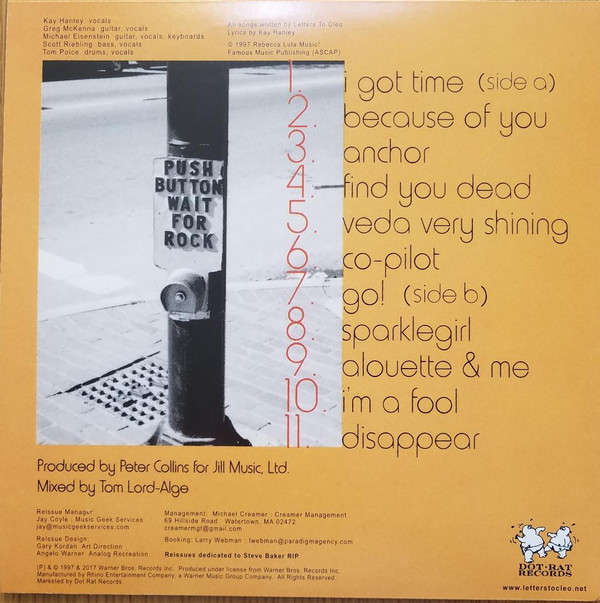 Kay Hanley, vocals
Greg McKenna guitar, vocals
Michael Eisenstein guitar, vocals, keyboards
Scott Riebling bass, vocals
Tom Polce drums, vocals
All songs written by Letters To Cleo
Lyrics by Kay Hanley
© 1997 Rebecca Lula Music/
Famous Music Publishing (ASCAP)
PUSH
BUTTON
WAIT
FOR
ROCK
1. i got time (side a)
2. because of you
3. anchor
4. find you dead
5. veda very shining
6. co-pilot
7. go! (side b)
8. sparklegirl
9. alouette & me
10. i'm a fool
11. disappear
Produced by Peter Collins for Jill Music, Ltd.
Mixed by Tom Lord-Alge
Reissue Manager:
Jay Coyle : Music Geek Services
jay@musicgeekservices.com
Management: Michael Creamer : Creamer Management
69 Hillside Road Watertown, MA.02472
creamermgt@gmail.com
Reissue Design:
Gary Kordan Art Direction
Angelo Warner Analog Recreation
Booking: Larry Webman : lwebman@paradigmagency.com
Reissues dedicated to Steve Baker RIP
(P) & © 1997 & 2017 Warner Bros. Records Inc. Produced under license from Warner Bros. Records Inc.
Manufactured by Rhino Entertainment Company, a Warner Music Group Company. All Rights Reserved.
Marketed by Dot Rat Records
DOT•RAT
RECORDS
www.letterstocleo.net